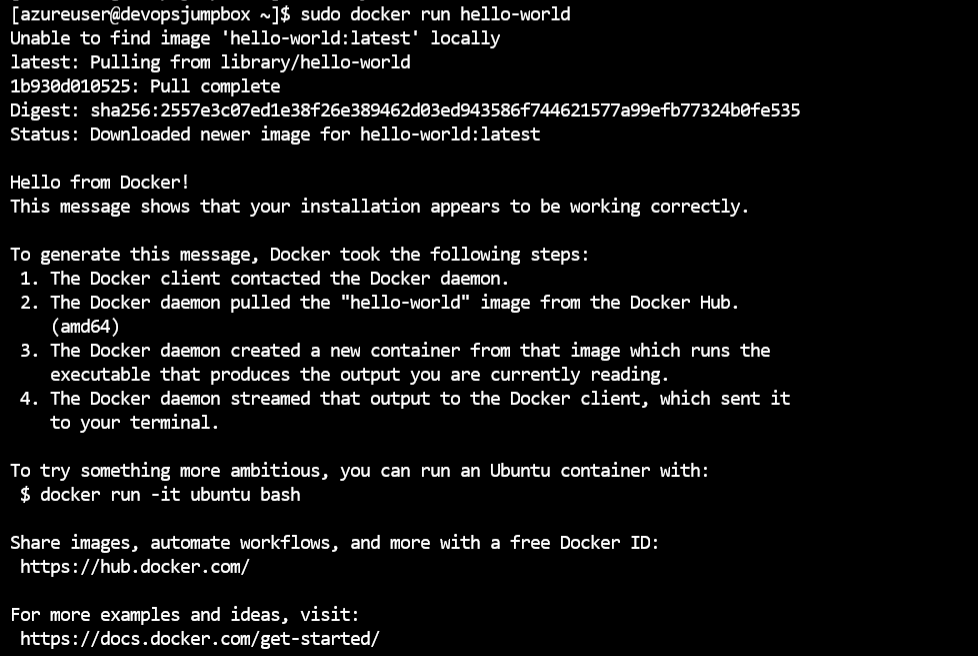 [azureuser@devopsjumpbox ~]$ sudo docker run hello-world
Unable to find image 'hello-world:latest' locally
latest: Pulling from library/hello-world
1b930d010525: Pull complete
Digest: sha256:2557e3c07ed1e38f26e389462d03ed943586f744621577a99efb77324b0fe535
Status: Downloaded newer image for hello-world:latest
Hello from Docker!
This message shows that your installation appears to be working correctly.
To generate this message, Docker took the following steps:
1. The Docker client contacted the Docker daemon.
2. The Docker daemon pulled the "hello-world" image from the Docker Hub.
(amd64)
3. The Docker daemon created a new container from that image which runs the
executable that produces the output you are currently reading.
4. The Docker daemon streamed that output to the Docker client, which sent it
to your terminal.
To try something more ambitious, you can run an Ubuntu container with:
$ docker run -it ubuntu bash
Share images, automate workflows, and more with a free Docker ID:
https://hub.docker.com/
For more examples and ideas, visit:
https://docs.docker.com/get-started/